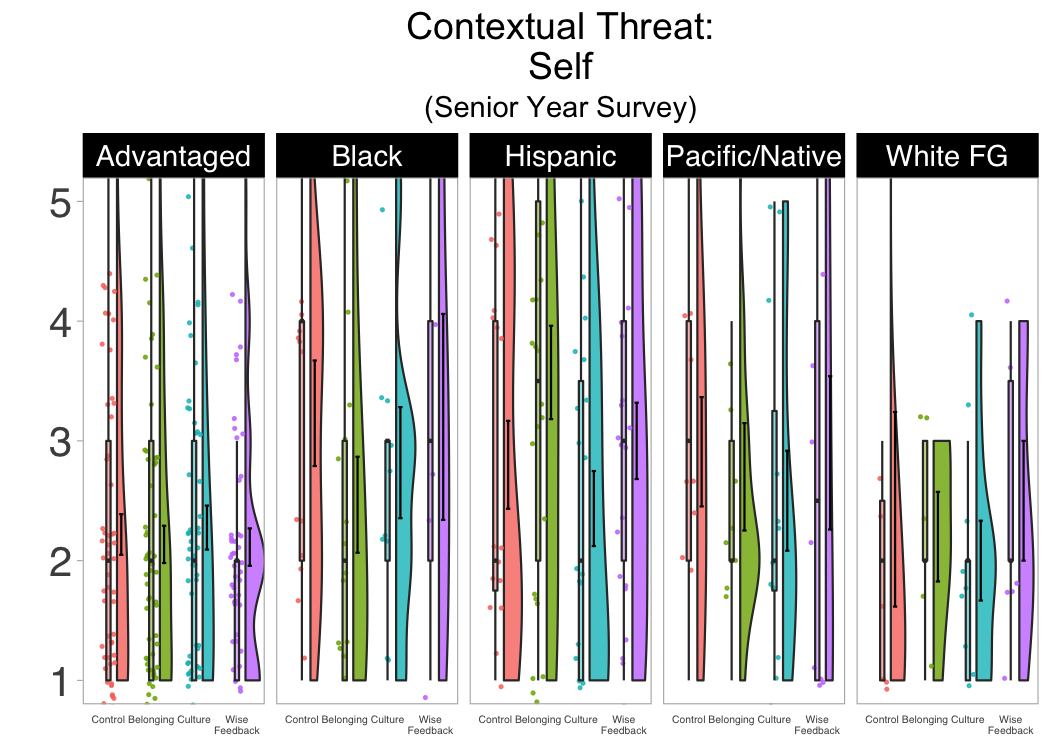 Contextual Threat:
Self
(Senior Year Survey)
Advantaged Black Hispanic Pacific/Native White FG
5
4
3
2
1
Control Belonging Culture Wise Feedback Control Belonging Culture Wise Feedback Control Belonging Culture Wise Feedback Control Belonging Culture Wise Feedback Control Belonging Culture Wise Feedback